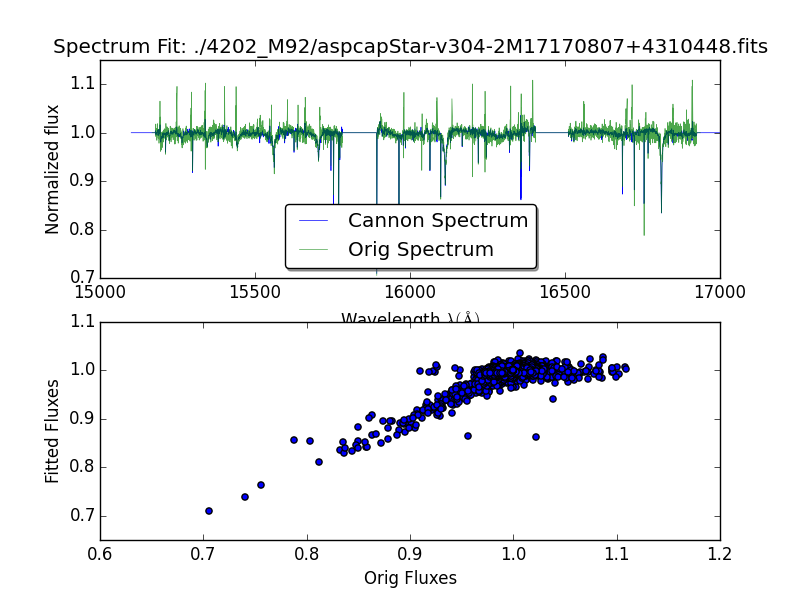 Spectrum Fit: ./4202_M92/aspcapStar-v304-2M17170807+4310448.fits
1.1
1.0
0.9
0.8
0.7
Normalized flux
Cannon Spectrum
Orig Spectrum
15000 15500 16000 16500 17000
Wavelength λ(Å)
1.1
1.0
0.9
0.8
0.7
Fitted Fluxes
0.6 0.7 0.8 0.9 1.0 1.1 1.2
Orig Fluxes